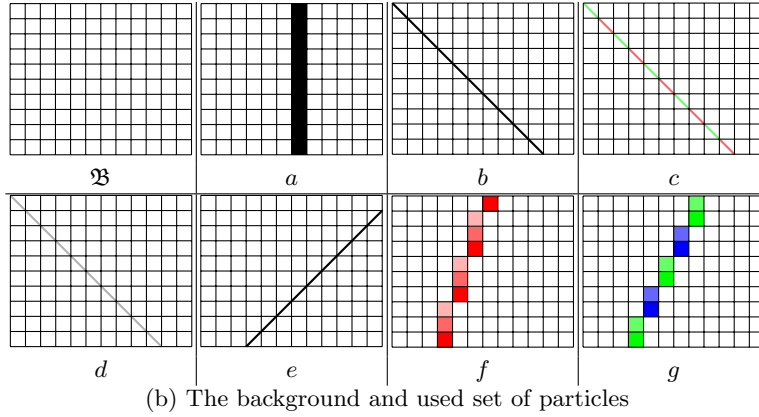 𝔅 a b c
d e f g
(b) The background and used set of particles